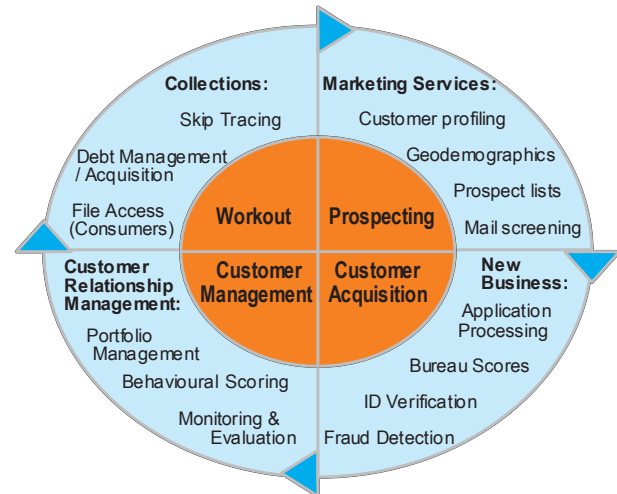 Collections:
Skip Tracing
Debt Management
/ Acquisition
File Access
(Consumers)
Marketing Services:
Customer profiling
Geodemographics
Prospect lists
Mail screening
Workout
Prospecting
Customer
Management
Customer
Acquisition
Customer
Relationship
Management:
Portfolio
Management
Behavioural Scoring
Monitoring &
Evaluation
New
Business:
Application
Processing
Bureau Scores
ID Verification
Fraud Detection